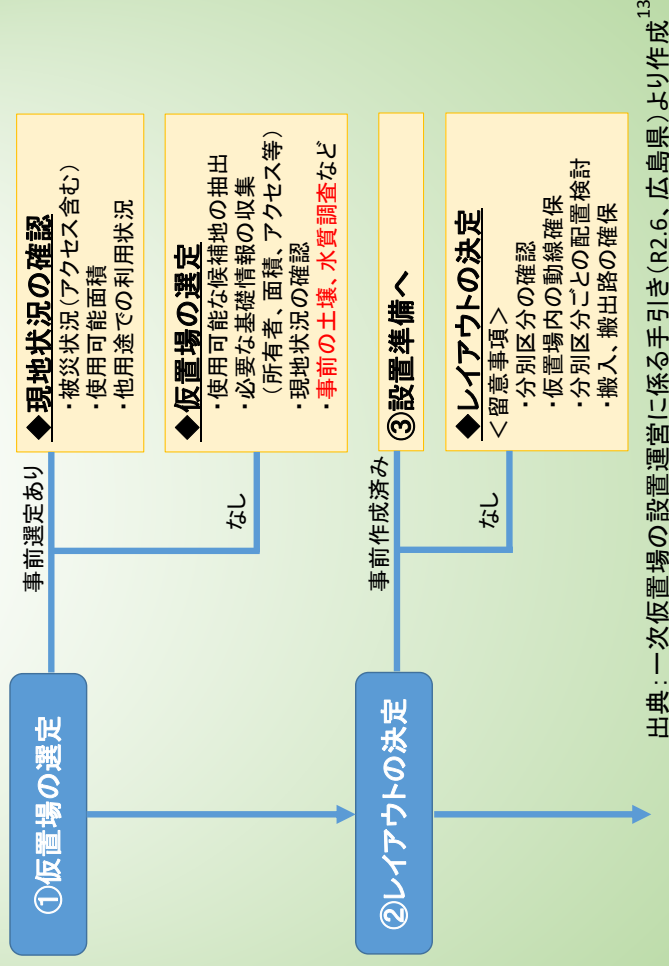 ①仮置場の選定
事前選定あり
◆現地状況の確認
・被災状況（アクセス含む）
・使用可能面積
・他用途での利用状況
なし
◆仮置場の選定
・使用可能な候補地の抽出
・必要な基礎情報の収集
（所有者、面積、アクセス等）
・現地状況の確認
・事前の土壌、水質調査など
②レイアウトの決定
事前作成済み
③設置準備へ
なし
◆レイアウトの決定
＜留意事項＞
・分別区分の確認
・仮置場内の動線確保
・分別区分ごとの配置検討
・搬入、搬出路の確保
出典：一次仮置場の設置運営に係る手引き（R2.6、広島県）より作成
13